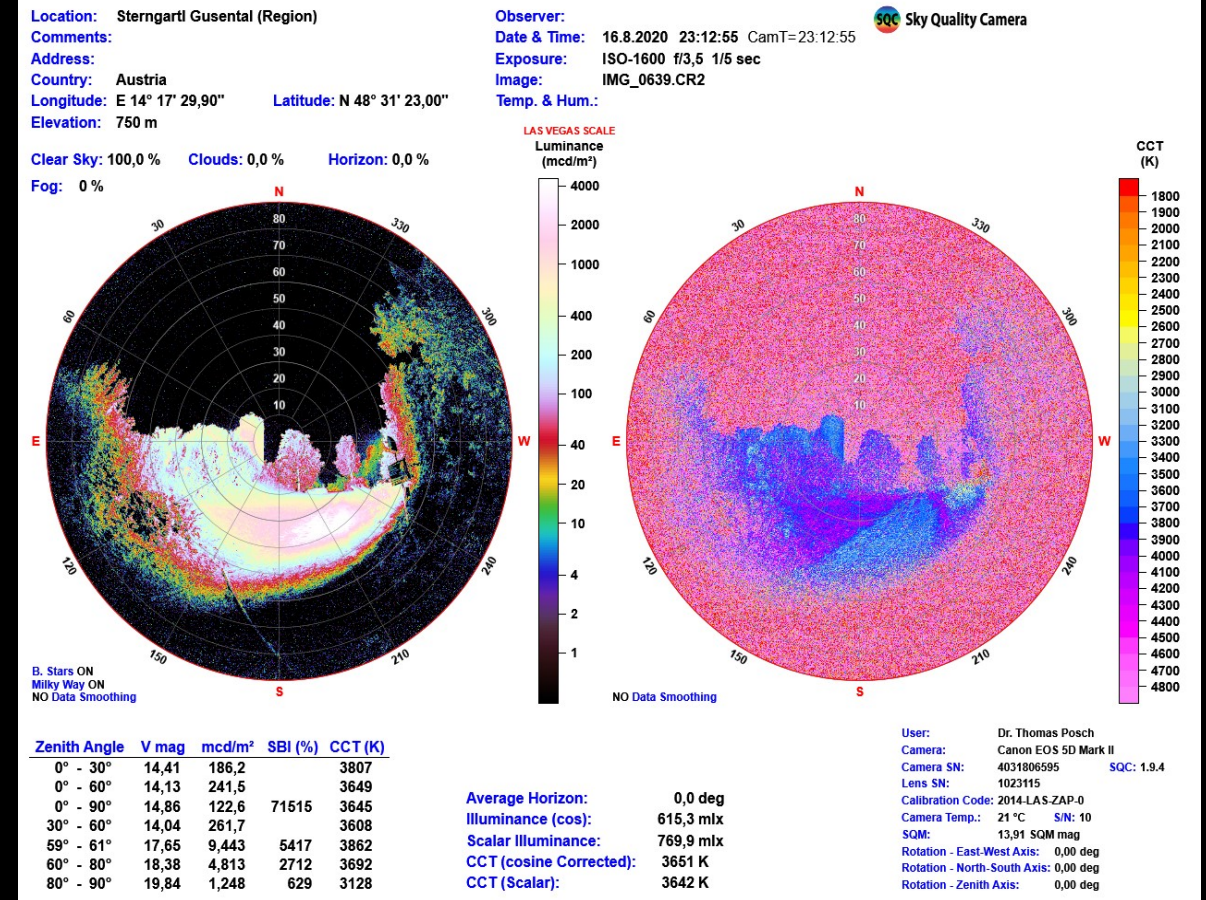 Location: Sterngartl Gusental (Region)
Comments:
Address:
Country: Austria
Longitude: E 14° 17' 29,90" Latitude: N 48° 31' 23,00"
Elevation: 750 m
Clear Sky: 100,0 % Clouds: 0,0 % Horizon: 0,0 %
Fog: 0 %
Observer:
Date & Time: 16.8.2020 23:12:55 CamT=23:12:55
Exposure: ISO-1600 f/3,5 1/5 sec
Image: IMG_0639.CR2
Temp. & Hum.:
SQC Sky Quality Camera
LAS VEGAS SCALE
Luminance
(mcd/m²)
4000
2000
1000
400
200
100
40
20
10
4
2
1
N
30
330
60
300
E
W
120
240
150
210
S
80
70
60
50
40
30
20
10
B. Stars ON
Milky Way ON
NO Data Smoothing
N
30
330
60
300
E
W
120
240
150
210
S
80
70
60
50
40
30
20
10
NO Data Smoothing
CCT
(K)
1800
1900
2000
2100
2200
2300
2400
2500
2600
2700
2800
2900
3000
3100
3200
3300
3400
3500
3600
3700
3800
3900
4000
4100
4200
4300
4400
4500
4600
4700
4800
Zenith Angle V mag mcd/m² SBI (%) CCT (K)
0° - 30° 14,41 186,2 3807
0° - 60° 14,13 241,5 3649
0° - 90° 14,86 122,6 71515 3645
30° - 60° 14,04 261,7 3608
59° - 61° 17,65 9,443 5417 3862
60° - 80° 18,38 4,813 2712 3692
80° - 90° 19,84 1,248 629 3128
Average Horizon: 0,0 deg
Illuminance (cos): 615,3 mlx
Scalar Illuminance: 769,9 mlx
CCT (cosine Corrected): 3651 K
CCT (Scalar): 3642 K
User: Dr. Thomas Posch
Camera: Canon EOS 5D Mark II
Camera SN: 4031806595 SQC: 1.9.4
Lens SN: 1023115
Calibration Code: 2014-LAS-ZAP-0
Camera Temp.: 21 °C S/N: 10
SQM: 13,91 SQM mag
Rotation - East-West Axis: 0,00 deg
Rotation - North-South Axis: 0,00 deg
Rotation - Zenith Axis: 0,00 deg